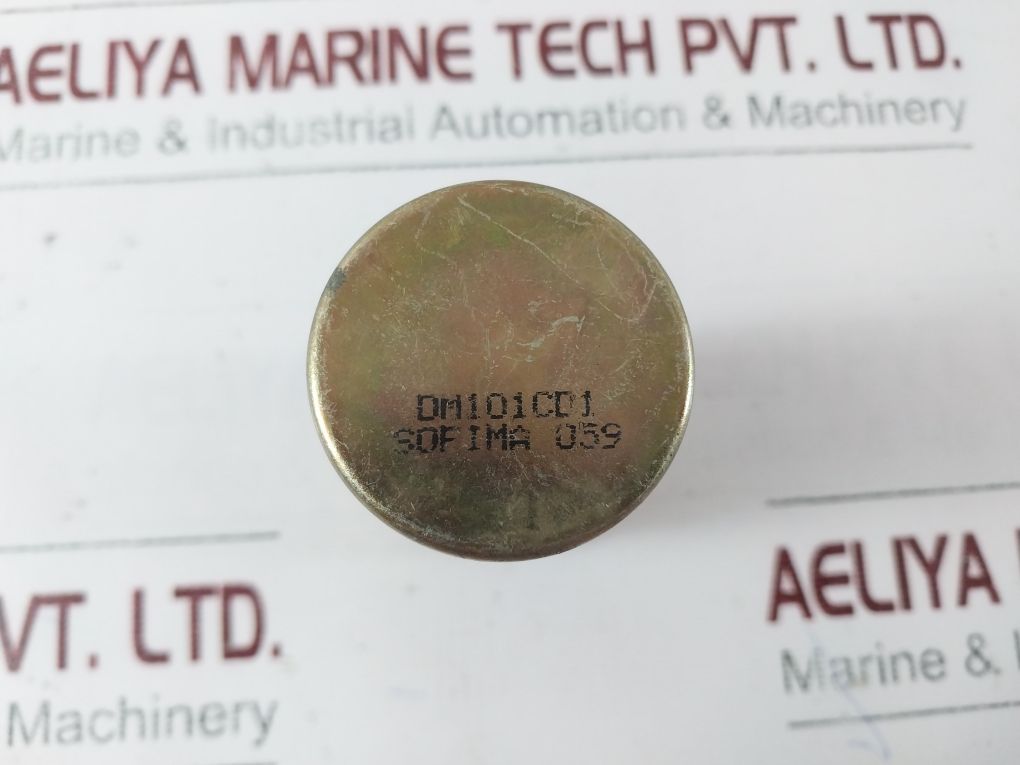 AELIYA MARINE TECH PVT. LTD.
Marine & Industrial Automation & Machinery
DM101CD1
SOFIMA 059
VT. LTD.
Machinery
AELIYA
Marine &